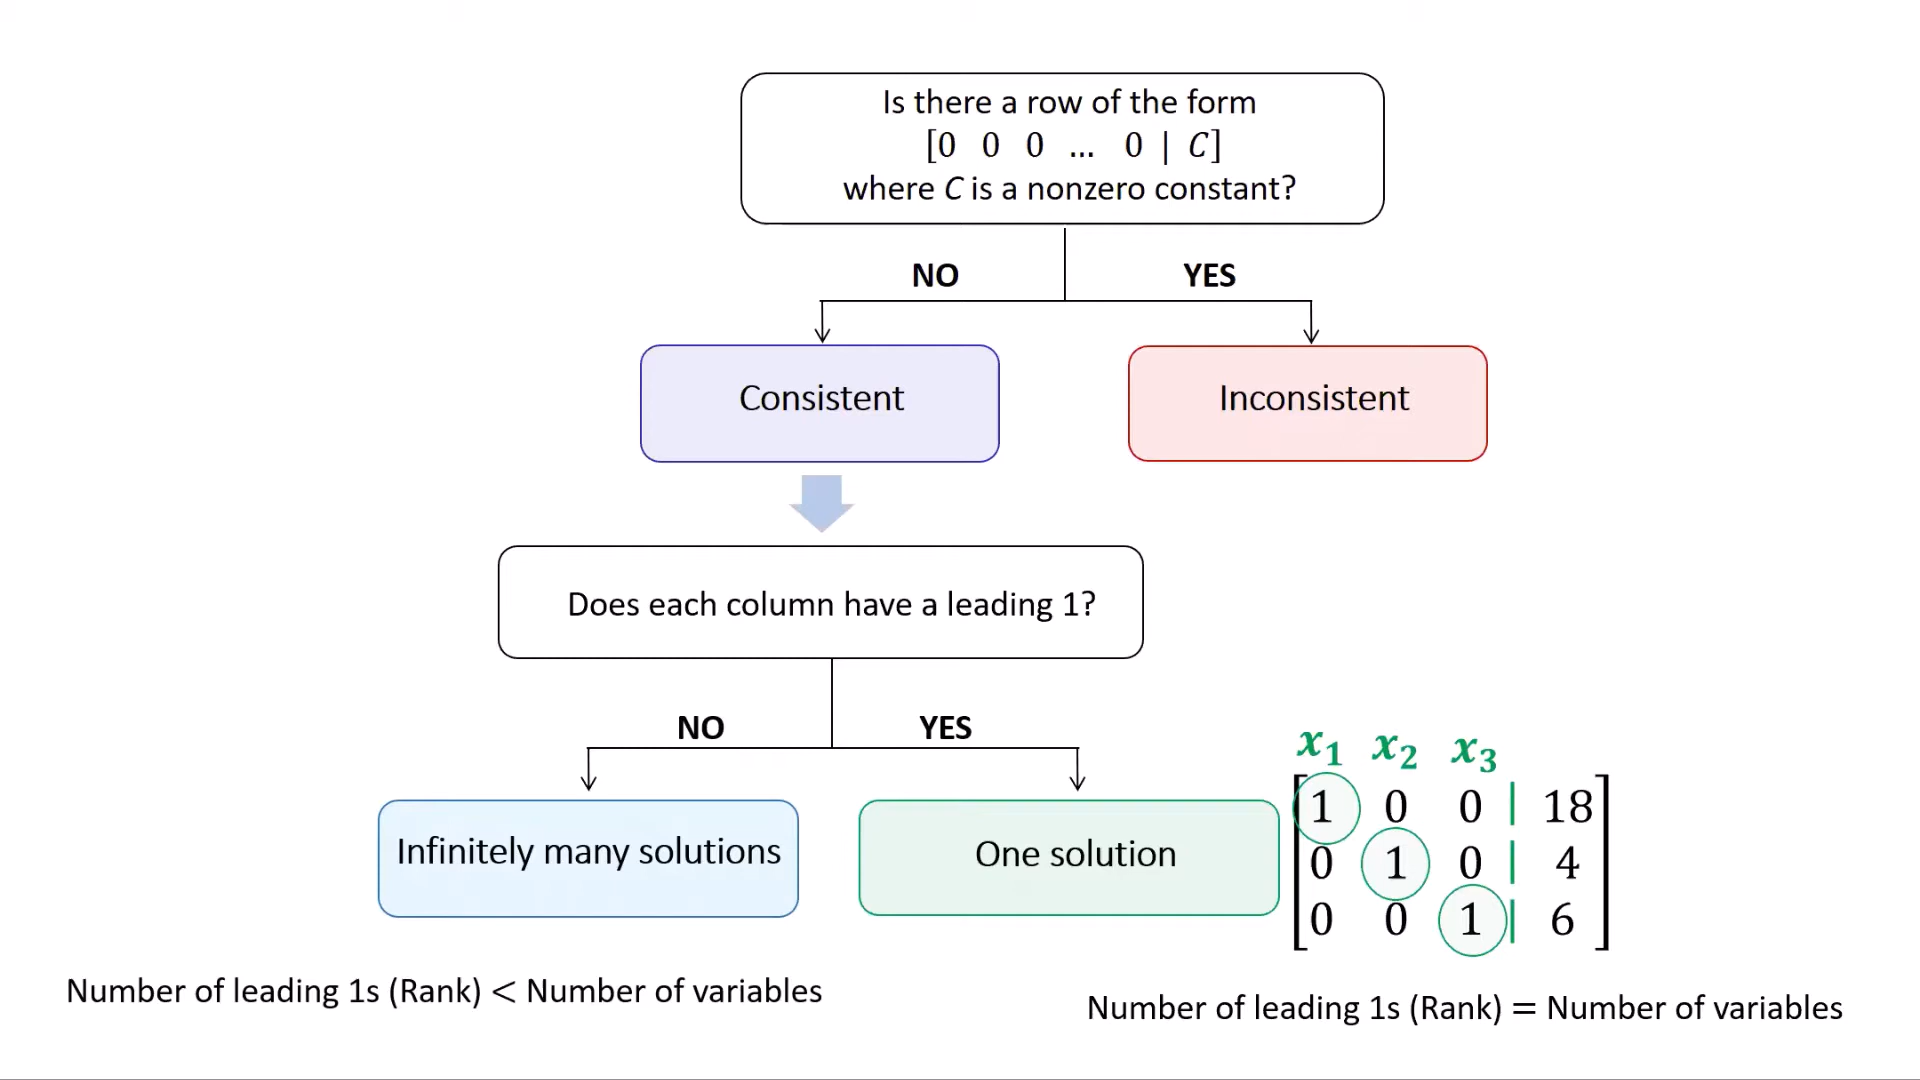 Is there a row of the form
[0 0 0 ... 0 | C]
where C is a nonzero constant?
NO
YES
Consistent
Inconsistent
Does each column have a leading 1?
NO
YES
Infinitely many solutions
One solution
x₁ x₂ x₃
1 0 0 | 18
0 1 0 | 4
0 0 1 | 6
Number of leading 1s (Rank) < Number of variables
Number of leading 1s (Rank) = Number of variables